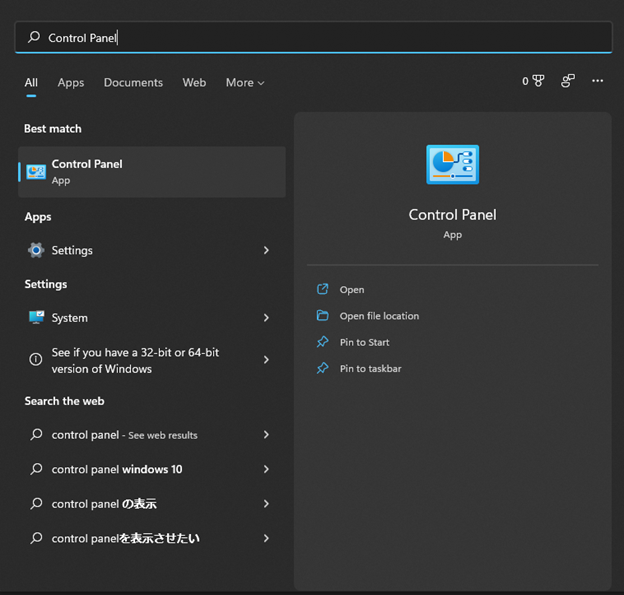 Control Panel
All Apps Documents Web More
0
Best match
Control Panel
App
Apps
Settings
Settings
System
See if you have a 32-bit or 64-bit
version of Windows
Search the web
control panel - See web results
control panel windows 10
control panel の表示
control panelを表示させたい
Control Panel
App
Open
Open file location
Pin to Start
Pin to taskbar